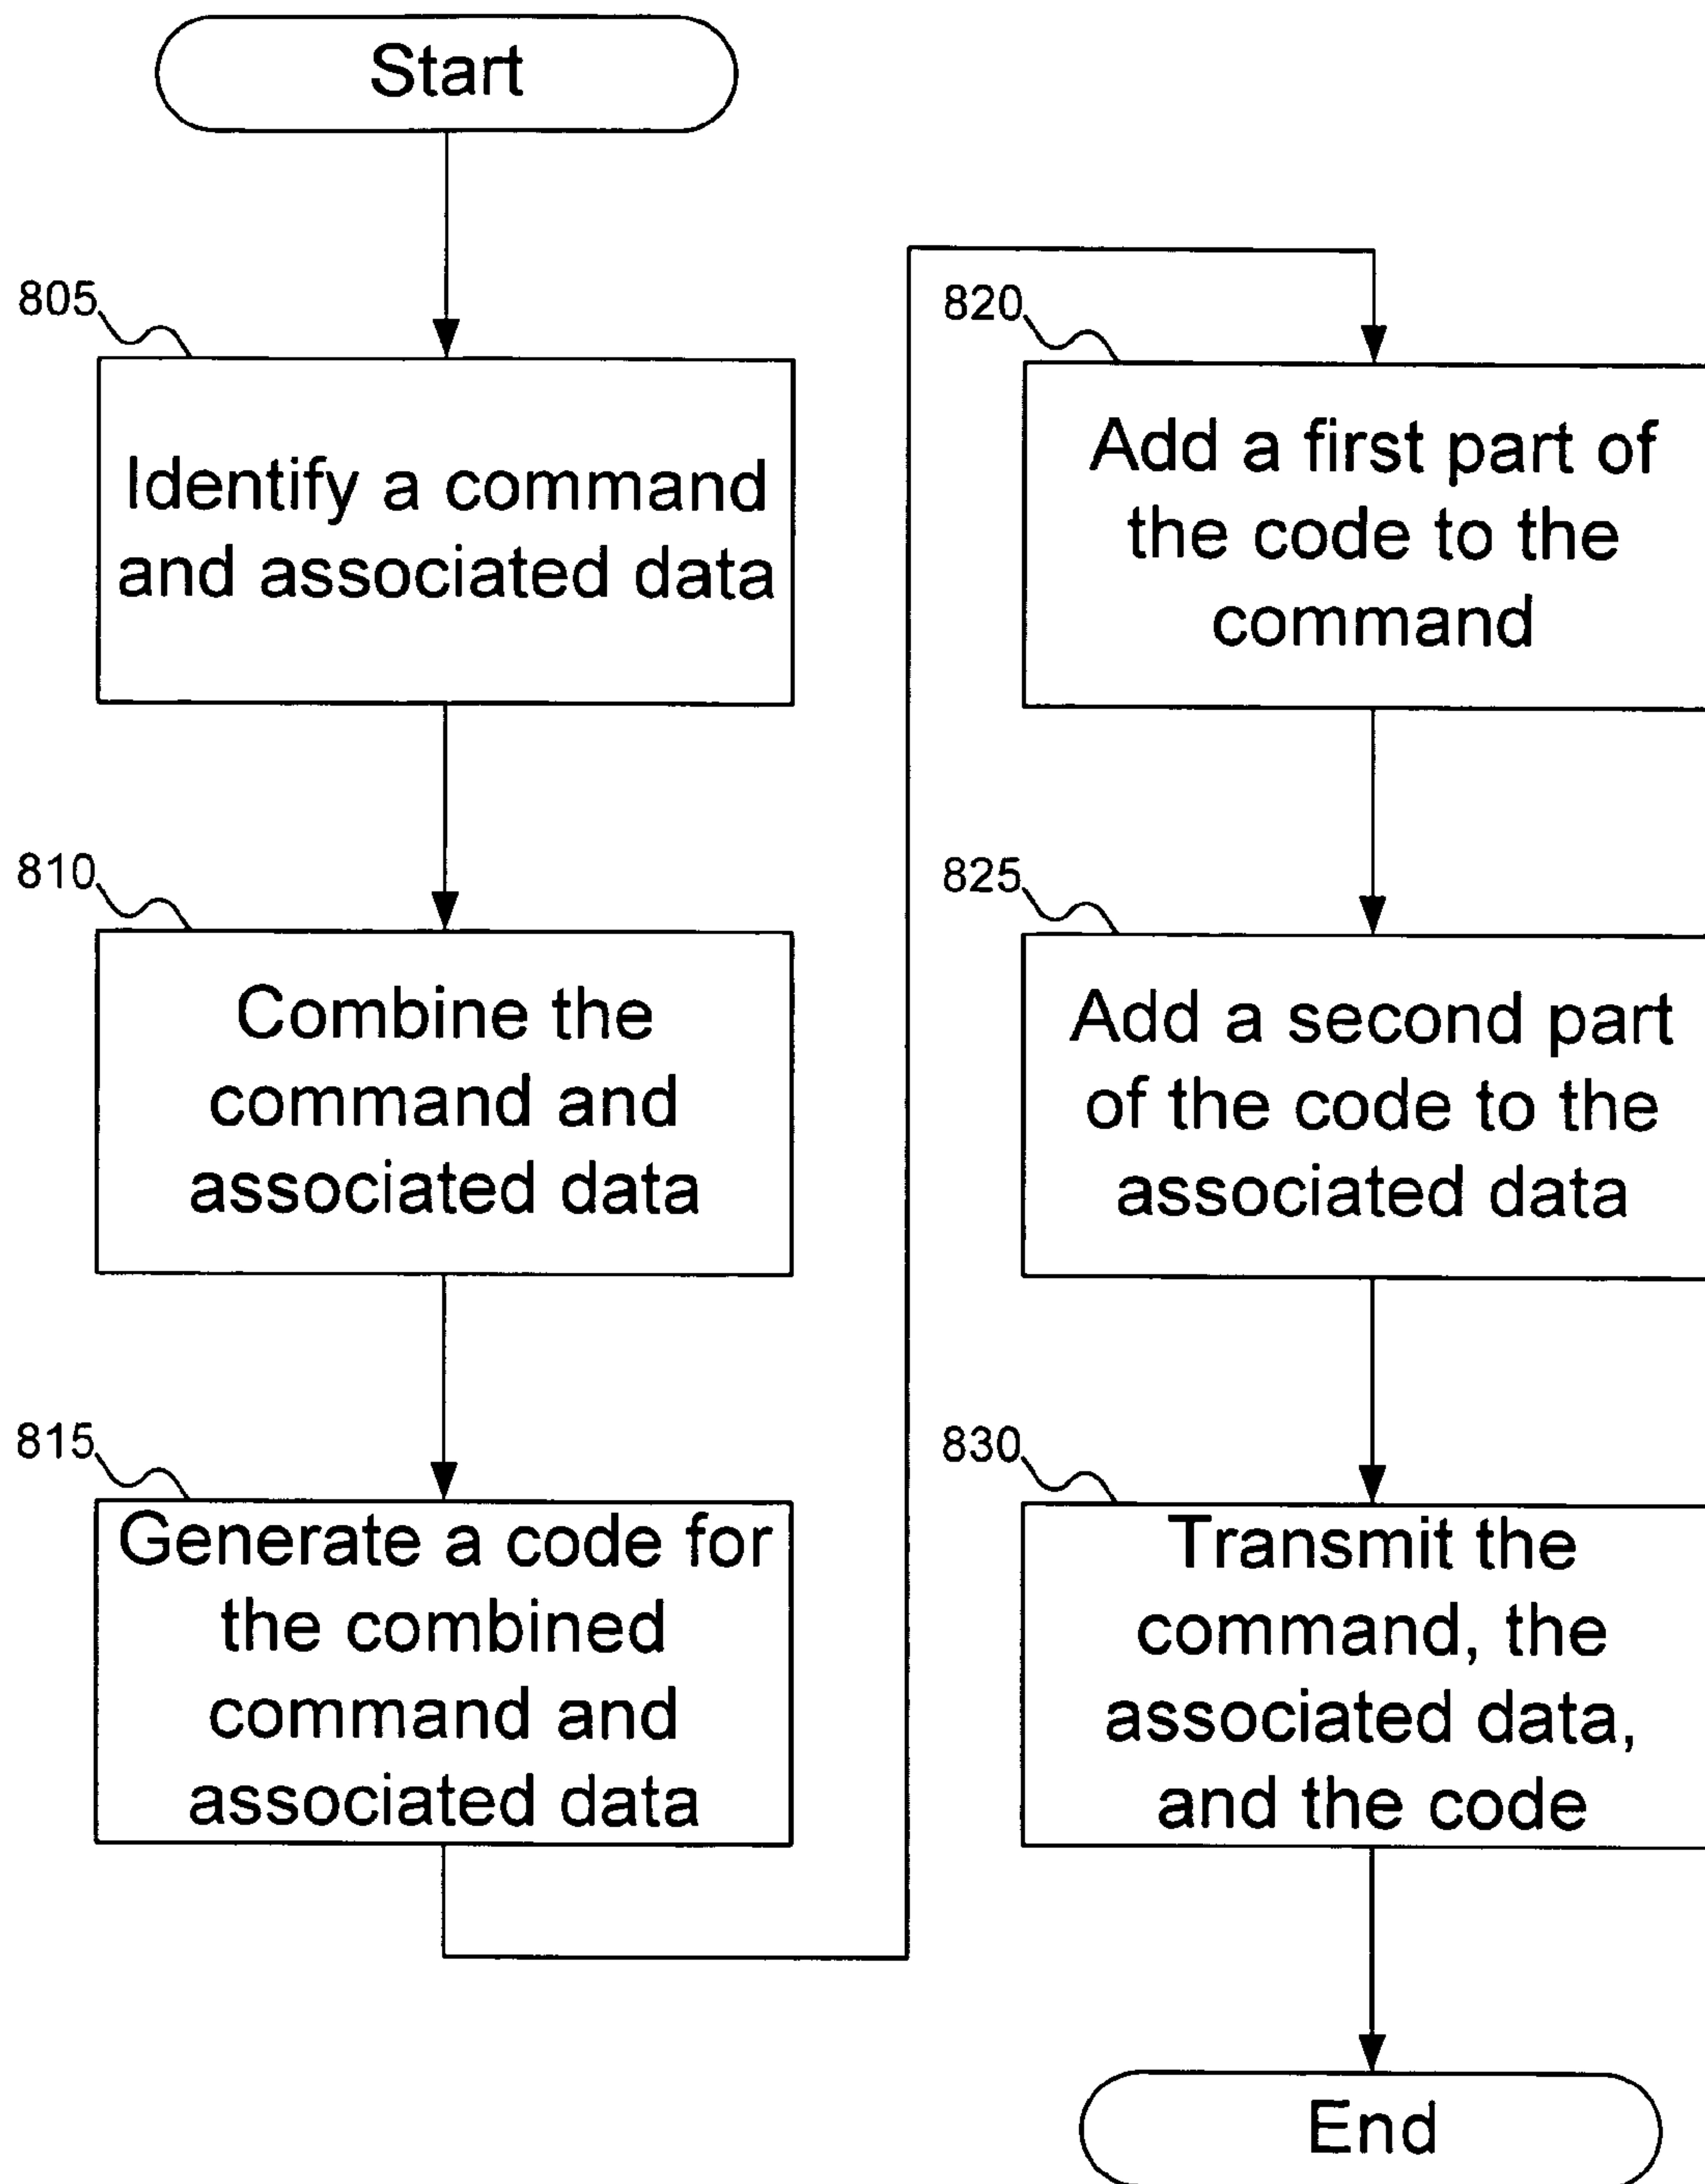 Start
805
Identify a command
and associated data
810
Combine the
command and
associated data
815
Generate a code for
the combined
command and
associated data
820
Add a first part of
the code to the
command
825
Add a second part
of the code to the
associated data
830
Transmit the
command, the
associated data,
and the code
End